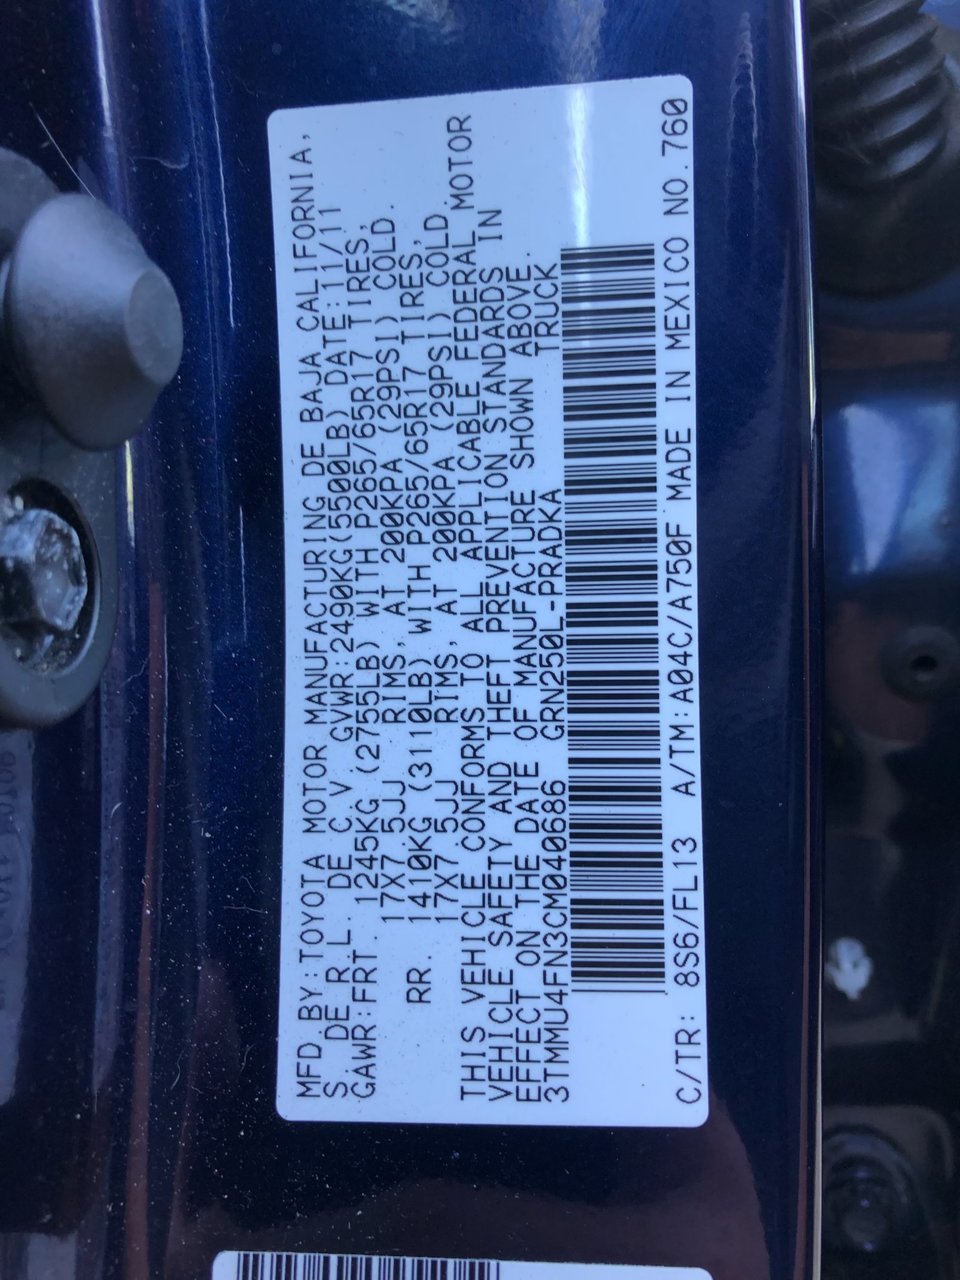 MFD.BY:TOYOTA MOTOR MANUFACTURING DE BAJA CALIFORNIA,
S. DE R.L. DE C.V. GVWR:2490KG(5500LB) DATE:11/11
GAWR:FRT. 1245KG (2755LB) WITH P265/65R17 TIRES,
17X7.5JJ RIMS, AT 200KPA (29PSI) COLD.
RR. 1410KG (3110LB) WITH P265/65R17 TIRES,
17X7.5JJ RIMS, AT 200KPA (29PSI) COLD.
THIS VEHICLE CONFORMS TO ALL APPLICABLE FEDERAL MOTOR
VEHICLE SAFETY AND THEFT PREVENTION STANDARDS IN
EFFECT ON THE DATE OF MANUFACTURE SHOWN ABOVE.
3TMMU4FN3CM040686 GRN250L-PRADKA TRUCK
C/TR: 8S6/FL13 A/TM:A04C/A750F MADE IN MEXICO NO.760